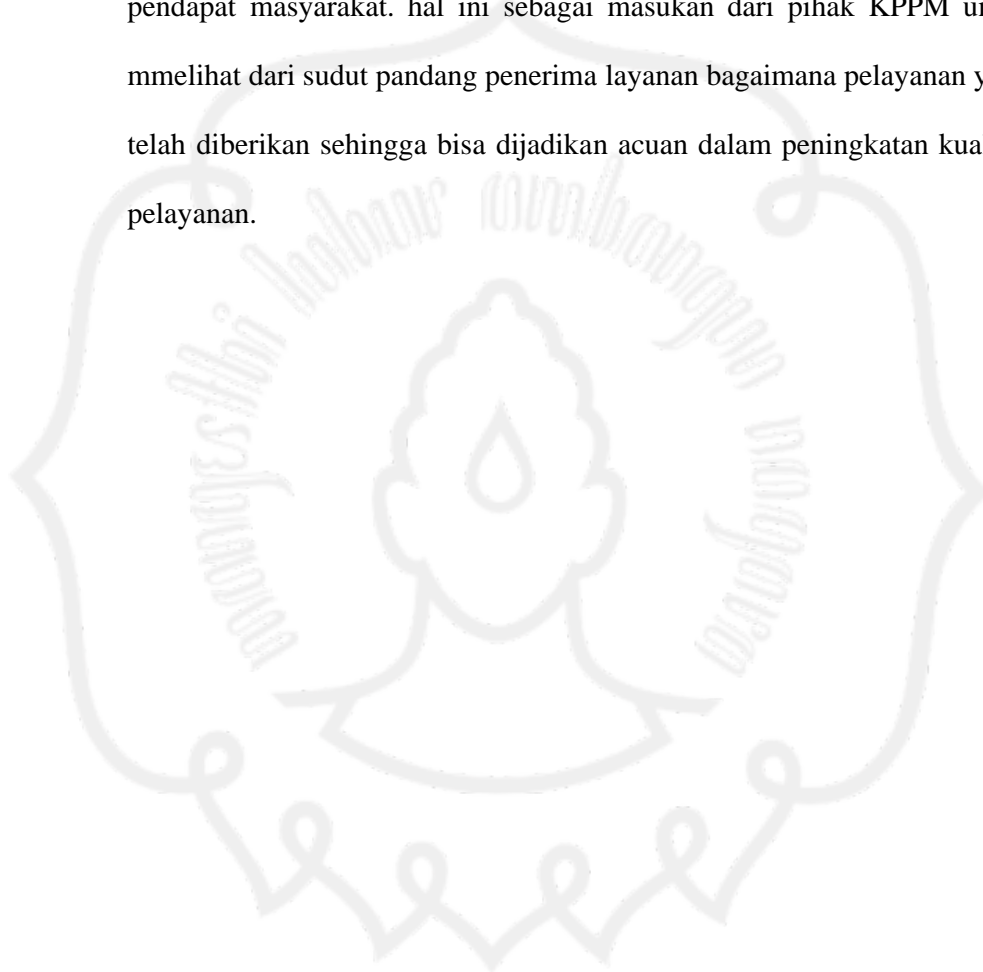 pendapat masyarakat. hal ini sebagai masukan dari pihak KPPM
mmelihat dari sudut pandang penerima layanan bagaimana pelayanan
telah diberikan sehingga bisa dijadikan acuan dalam peningkatan
pelayanan.